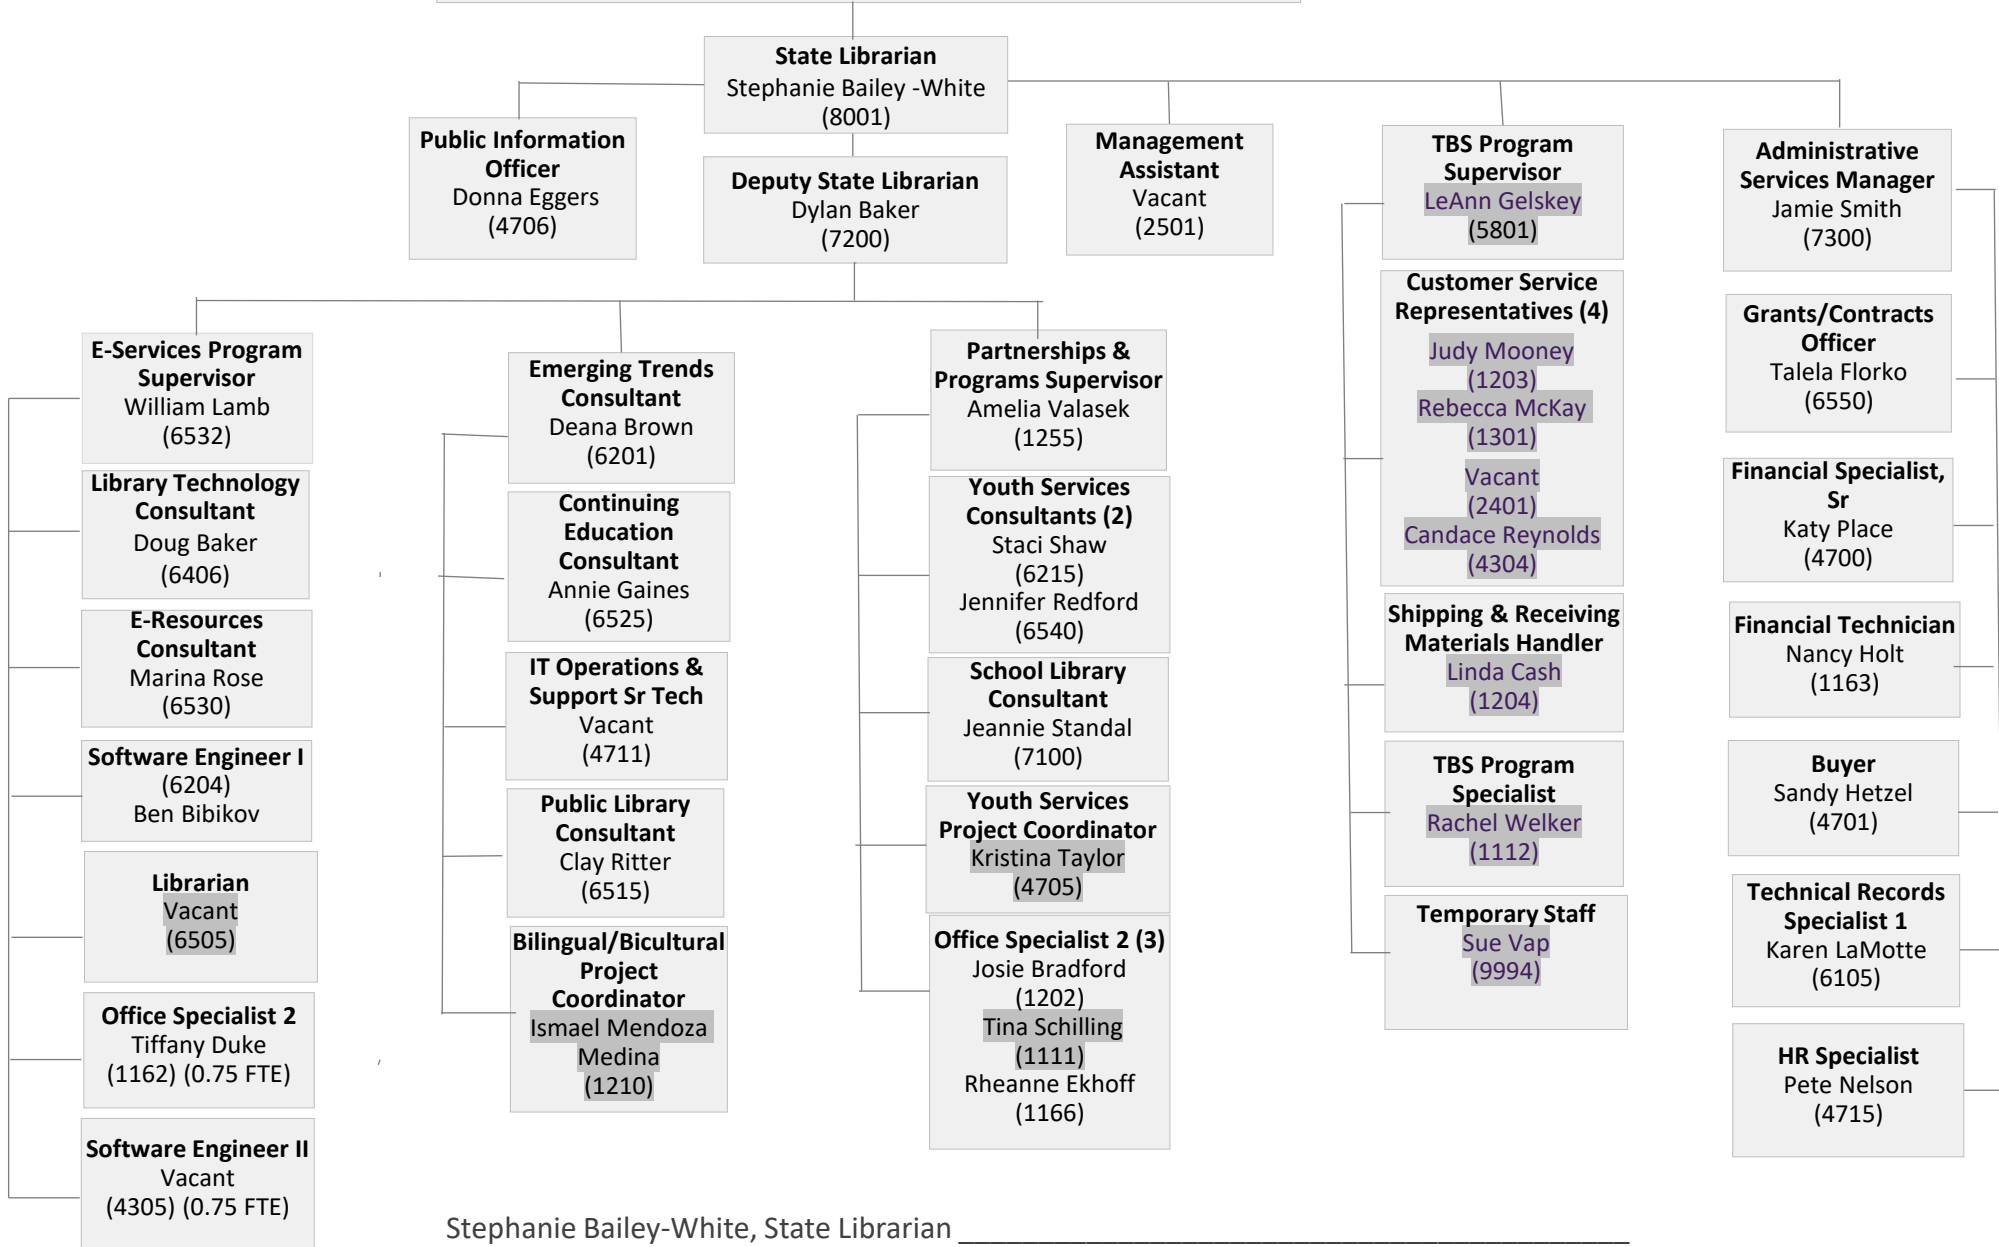 State Librarian
Stephanie Bailey -White
(8001)
Public Information
Officer
Donna Eggers
(4706)
Deputy State Librarian
Dylan Baker
(7200)
Management
Assistant
Vacant
(2501)
TBS Program
Supervisor
LeAnn Gelskey
(5801)
Administrative
Services Manager
Jamie Smith
(7300)
E-Services Program
Supervisor
William Lamb
(6532)
Library Technology
Consultant
Doug Baker
(6406)
E-Resources
Consultant
Marina Rose
(6530)
Software Engineer I
(6204)
Ben Bibikov
Librarian
Vacant
(6505)
Office Specialist 2
Tiffany Duke
(1162) (0.75 FTE)
Software Engineer II
Vacant
(4305) (0.75 FTE)
Emerging Trends
Consultant
Deana Brown
(6201)
Continuing
Education
Consultant
Annie Gaines
(6525)
IT Operations &
Support Sr Tech
Vacant
(4711)
Public Library
Consultant
Clay Ritter
(6515)
Bilingual/Bicultural
Project
Coordinator
Ismael Mendoza
Medina
(1210)
Partnerships &
Programs Supervisor
Amelia Valasek
(1255)
Youth Services
Consultants (2)
Staci Shaw
(6215)
Jennifer Redford
(6540)
School Library
Consultant
Jeannie Standal
(7100)
Youth Services
Project Coordinator
Kristina Taylor
(4705)
Office Specialist 2 (3)
Josie Bradford
(1202)
Tina Schilling
(1111)
Rheanne Ekhoff
(1166)
Customer Service
Representatives (4)
Judy Mooney
(1203)
Rebecca McKay
(1301)
Vacant
(2401)
Candace Reynolds
(4304)
Shipping & Receiving
Materials Handler
Linda Cash
(1204)
TBS Program
Specialist
Rachel Welker
(1112)
Temporary Staff
Sue Vap
(9994)
Grants/Contracts
Officer
Talela Florko
(6550)
Financial Specialist,
Sr
Katy Place
(4700)
Financial Technician
Nancy Holt
(1163)
Buyer
Sandy Hetzel
(4701)
Technical Records
Specialist 1
Karen LaMotte
(6105)
HR Specialist
Pete Nelson
(4715)
Stephanie Bailey-White, State Librarian ________________________________________